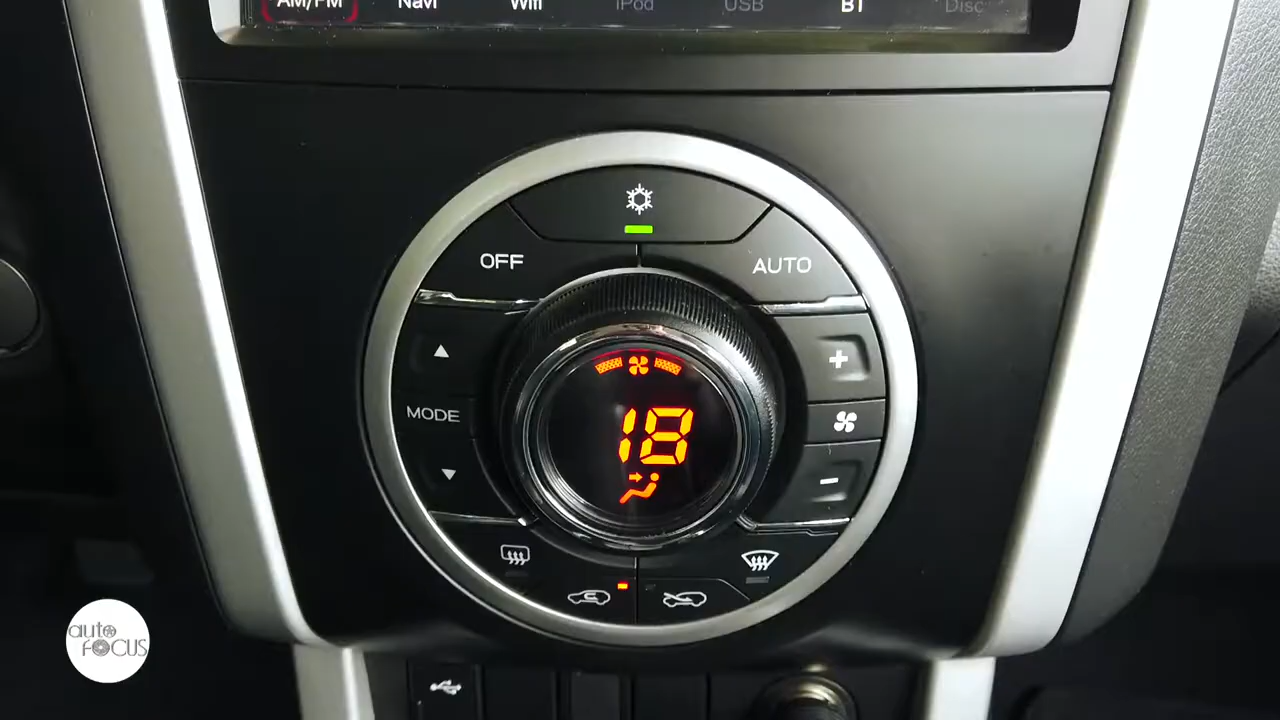 AM/FM Navi Wifi iPod USB BT Disc
OFF AUTO
+
MODE
18
-
auto
FOCUS